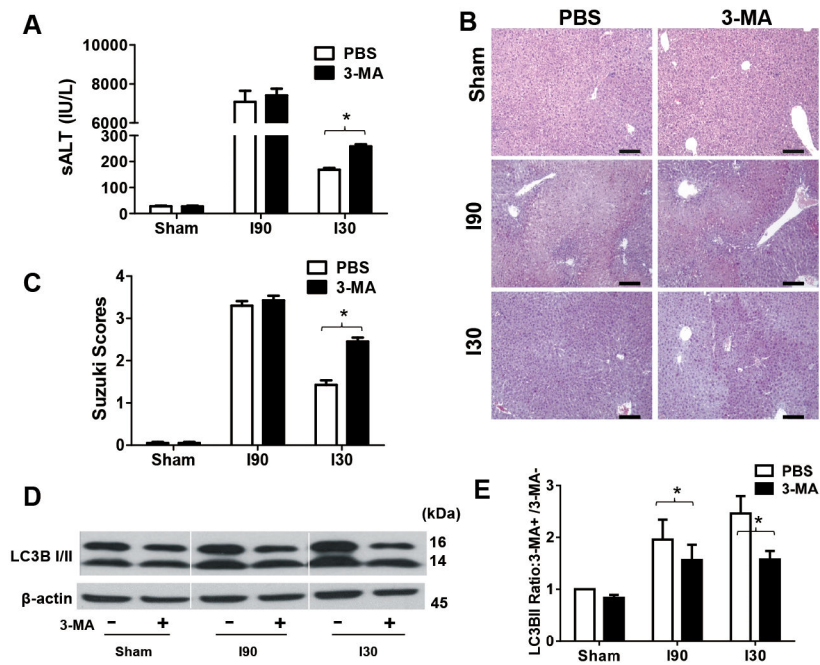 A
sALT (IU/L)
10000
8000
6000
300
200
100
0
PBS
3-MA
*
Sham I90 I30
B
PBS 3-MA
Sham
I90
I30
C
Suzuki Scores
4
3
2
1
0
PBS
3-MA
*
Sham I90 I30
D
(kDa)
LC3B I/II
16
14
β-actin
45
3-MA − + − + − +
Sham I90 I30
E
LC3BII Ratio:3-MA+ /3-MA-
3
2
1
0
PBS
3-MA
*
*
Sham I90 I30